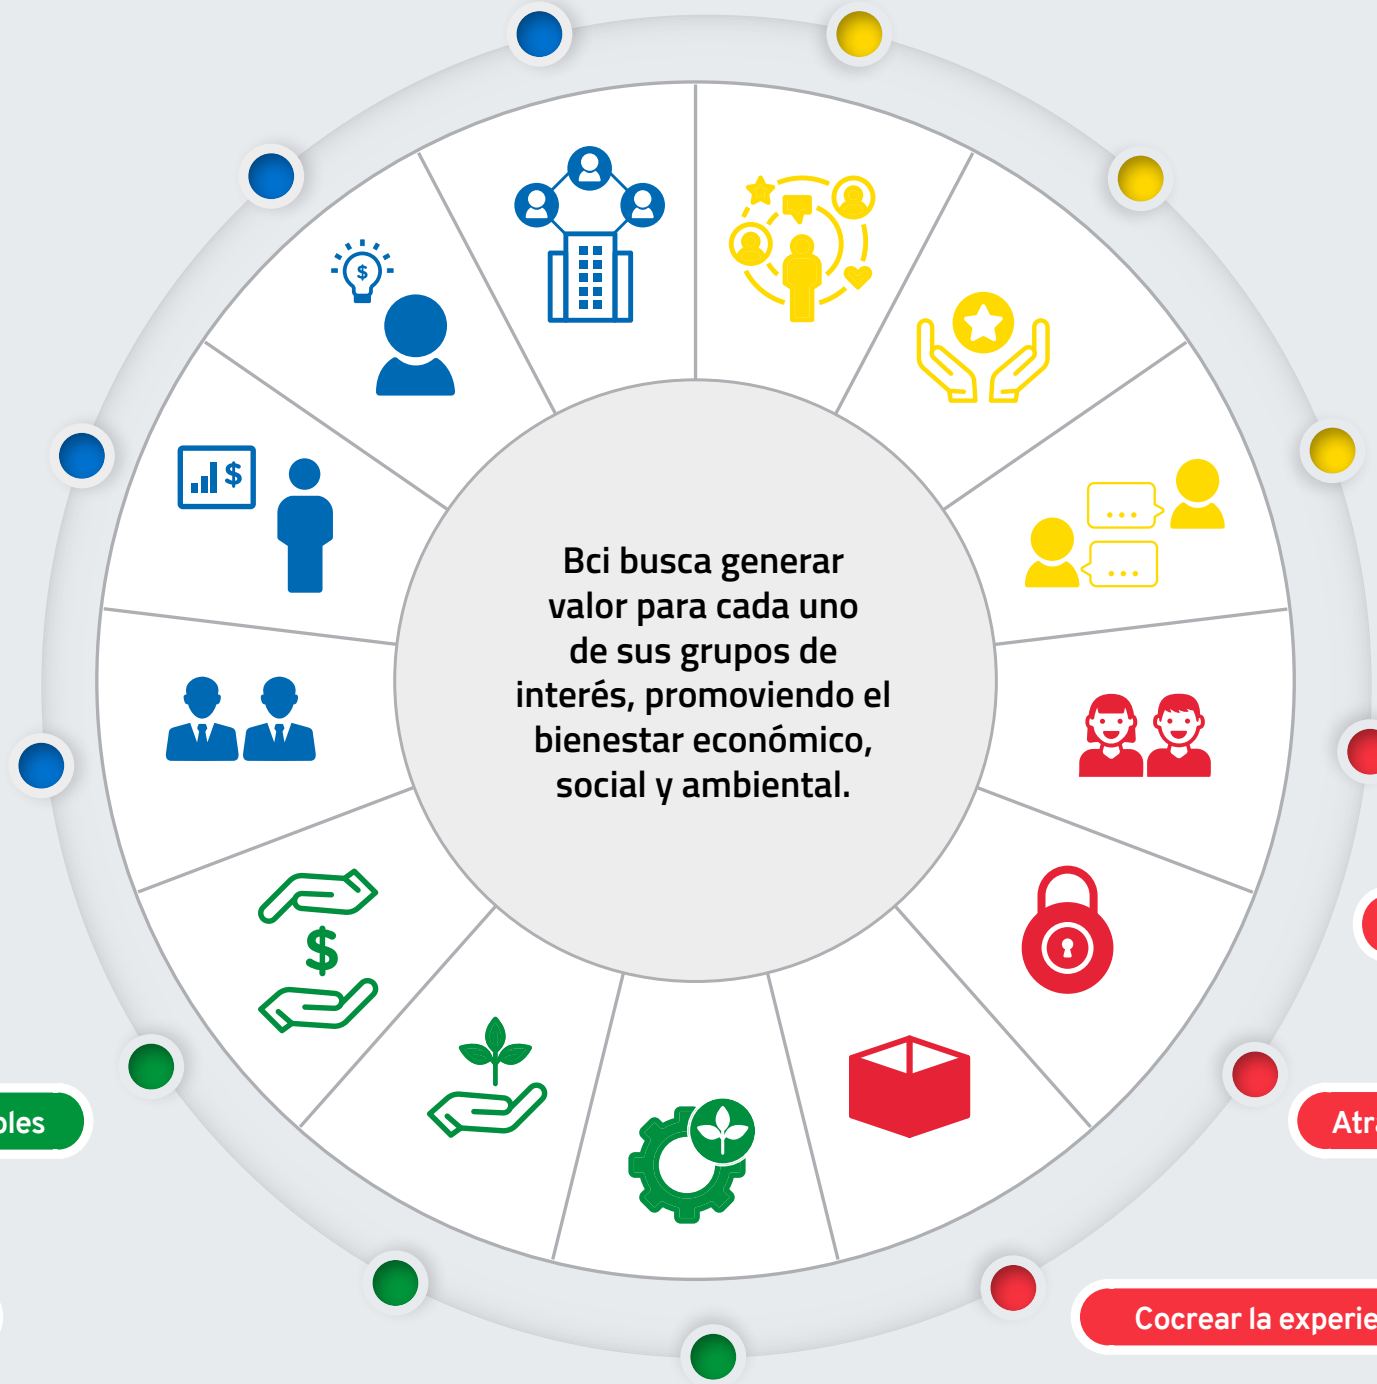 Bci busca generar
valor para cada uno
de sus grupos de
interés, promoviendo el
bienestar económico,
social y ambiental.
Cocrear la